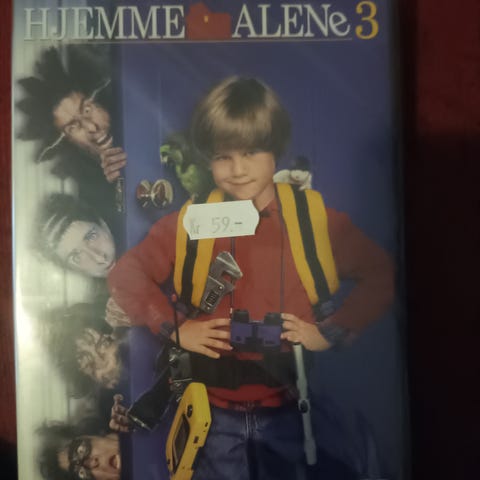 HJEMME ALENe 3
Kr 59.-